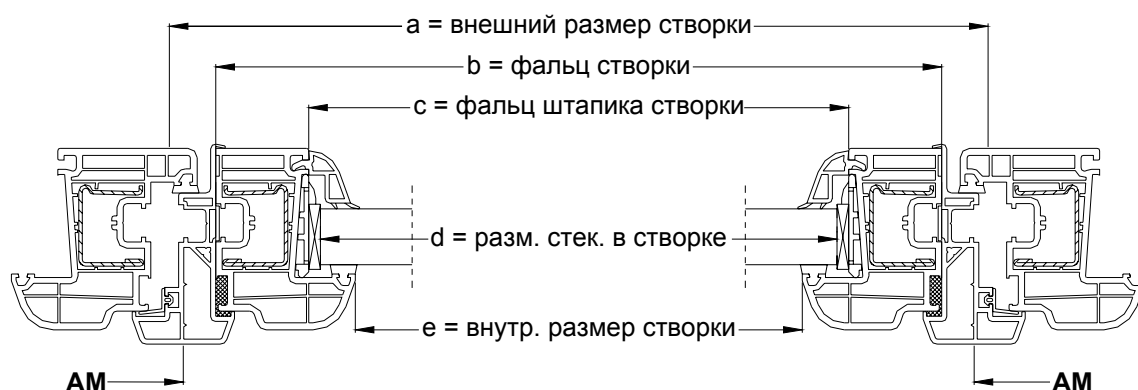 a = внешний размер створки
b = фальц створки
c = фальц штапика створки
d = разм. стек. в створке
e = внутр. размер створки
AM AM